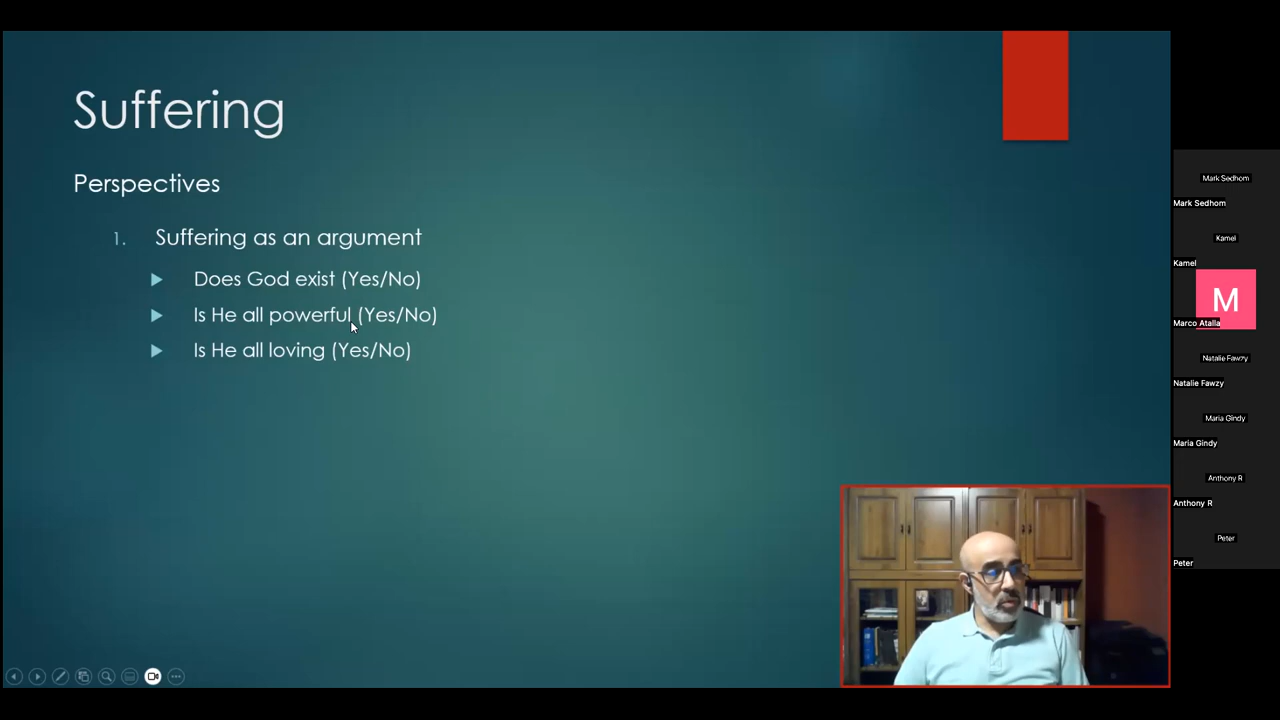 Suffering
Perspectives
1. Suffering as an argument
Does God exist (Yes/No)
Is He all powerful (Yes/No)
Is He all loving (Yes/No)
Mark Sedhom
Mark Sedhom
Kamel
Kamel
M
Marco Atalla
Natalie Fawzy
Natalie Fawzy
Maria Gindy
Maria Gindy
Anthony R
Anthony R
Peter
Peter